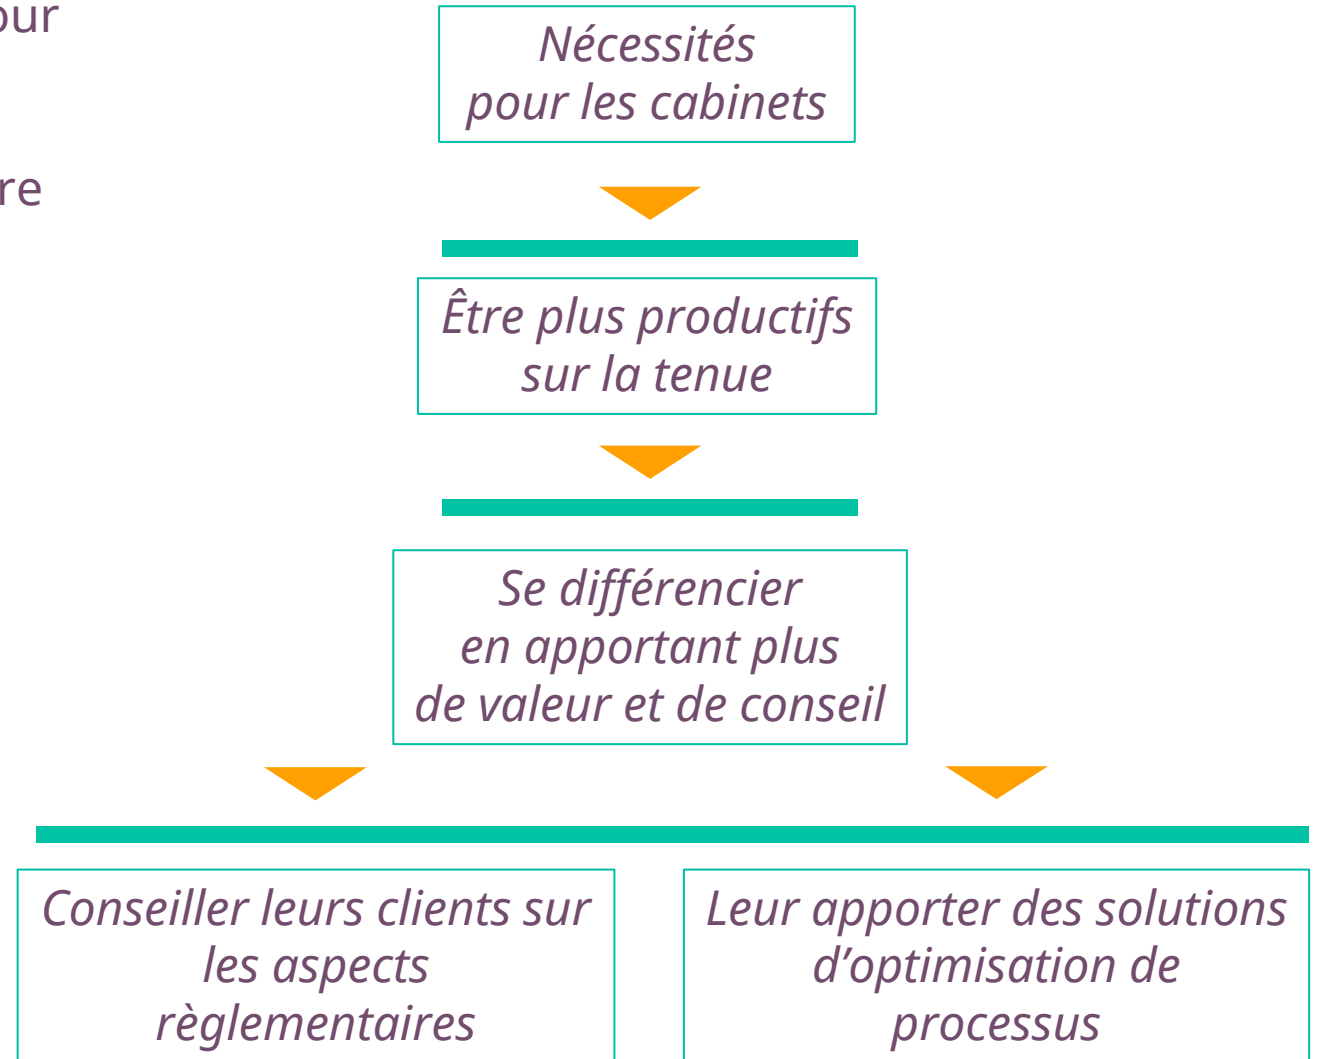 Nécessités
pour les cabinets
re
Être plus productifs
sur la tenue
Se différencier
en apportant plus
de valeur et de conseil
Conseiller leurs clients sur
les aspects
règlementaires
Leur apporter des solutions
d’optimisation de
processus